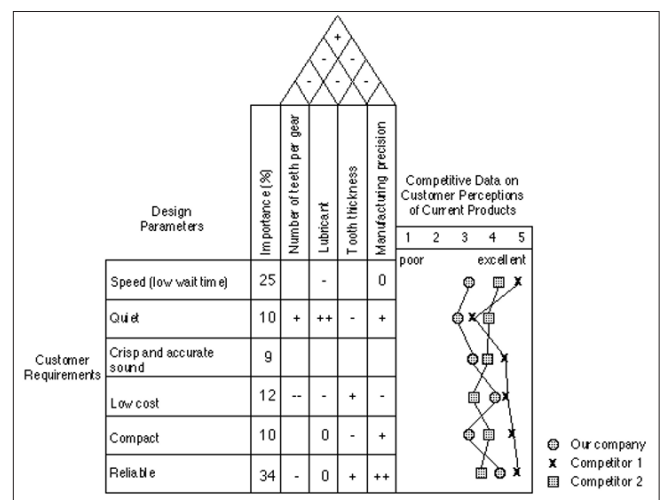 +
- -
- - -
Importance (%)
Number of teeth per gear
Lubricant
Tooth thickness
Manufacturing precision
Design
Parameters
Competitive Data on
Customer Perceptions
of Current Products
1 2 3 4 5
poor excellent
Customer
Requirements
Speed (low wait time) 25 - 0
Quiet 10 + ++ - +
Crisp and accurate
sound 9
Low cost 12 -- - + -
Compact 10 0 - +
Reliable 34 - 0 + ++
Our company
x Competitor 1
Competitor 2